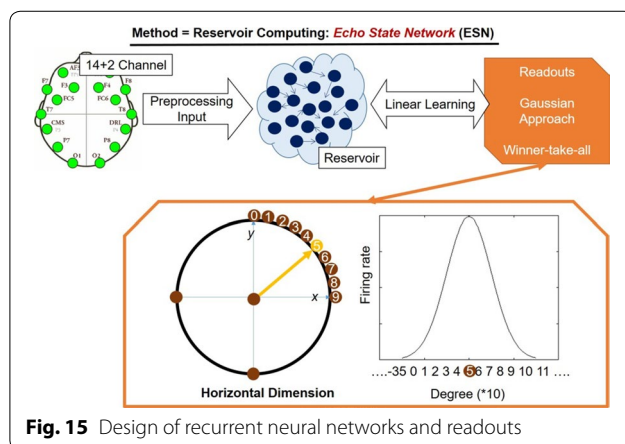 Method = Reservoir Computing: Echo State Network (ESN)
14+2 Channel
F7
F3
F4
F8
FC5
FC6
T7
T8
CMS
DRL
P7
P8
O1
O2
Preprocessing
Input
Reservoir
Linear Learning
Readouts
Gaussian
Approach
Winner-take-all
0 1 2 3 4 5 6 7 8 9
y
x
Horizontal Dimension
Firing rate
....-35 0 1 2 3 4 5 6 7 8 9 10 11 ....
Degree (*10)
Fig. 15 Design of recurrent neural networks and readouts